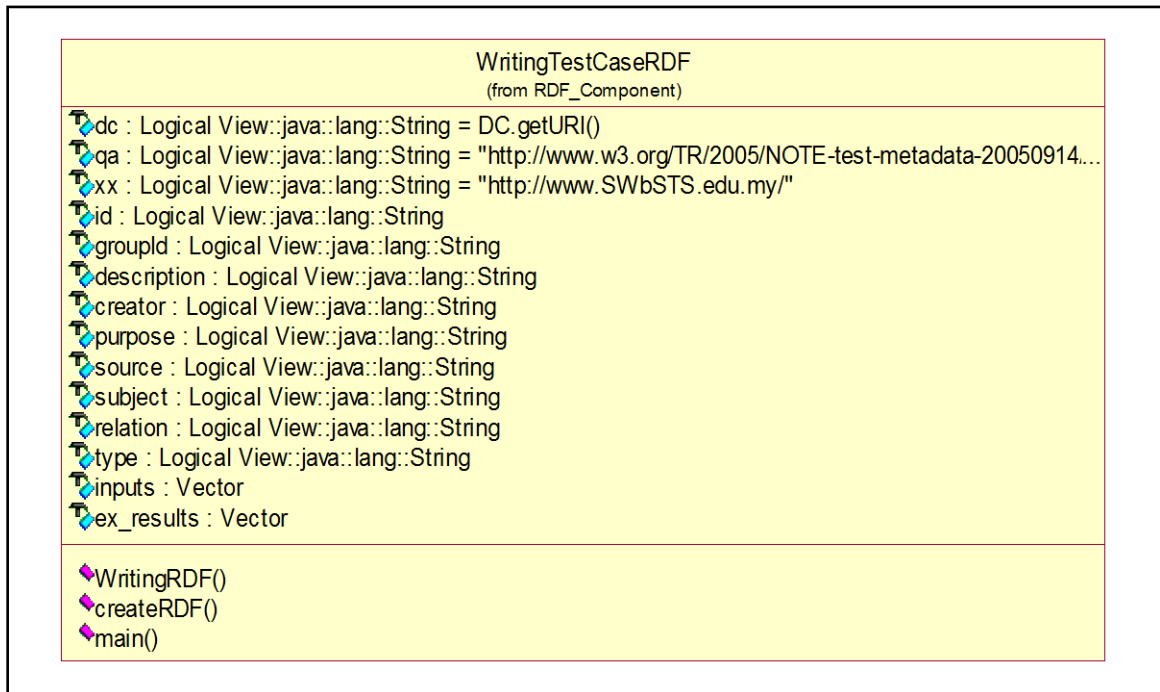 WritingTestCaseRDF
(from RDF_Component)
dc : Logical View::java::lang::String = DC.getURI()
qa : Logical View::java::lang::String = "http://www.w3.org/TR/2005/NOTE-test-metadata-20050914/...
xx : Logical View::java::lang::String = "http://www.SWbSTS.edu.my/"
id : Logical View::java::lang::String
groupId : Logical View::java::lang::String
description : Logical View::java::lang::String
creator : Logical View::java::lang::String
purpose : Logical View::java::lang::String
source : Logical View::java::lang::String
subject : Logical View::java::lang::String
relation : Logical View::java::lang::String
type : Logical View::java::lang::String
inputs : Vector
ex_results : Vector
WritingRDF()
createRDF()
main()